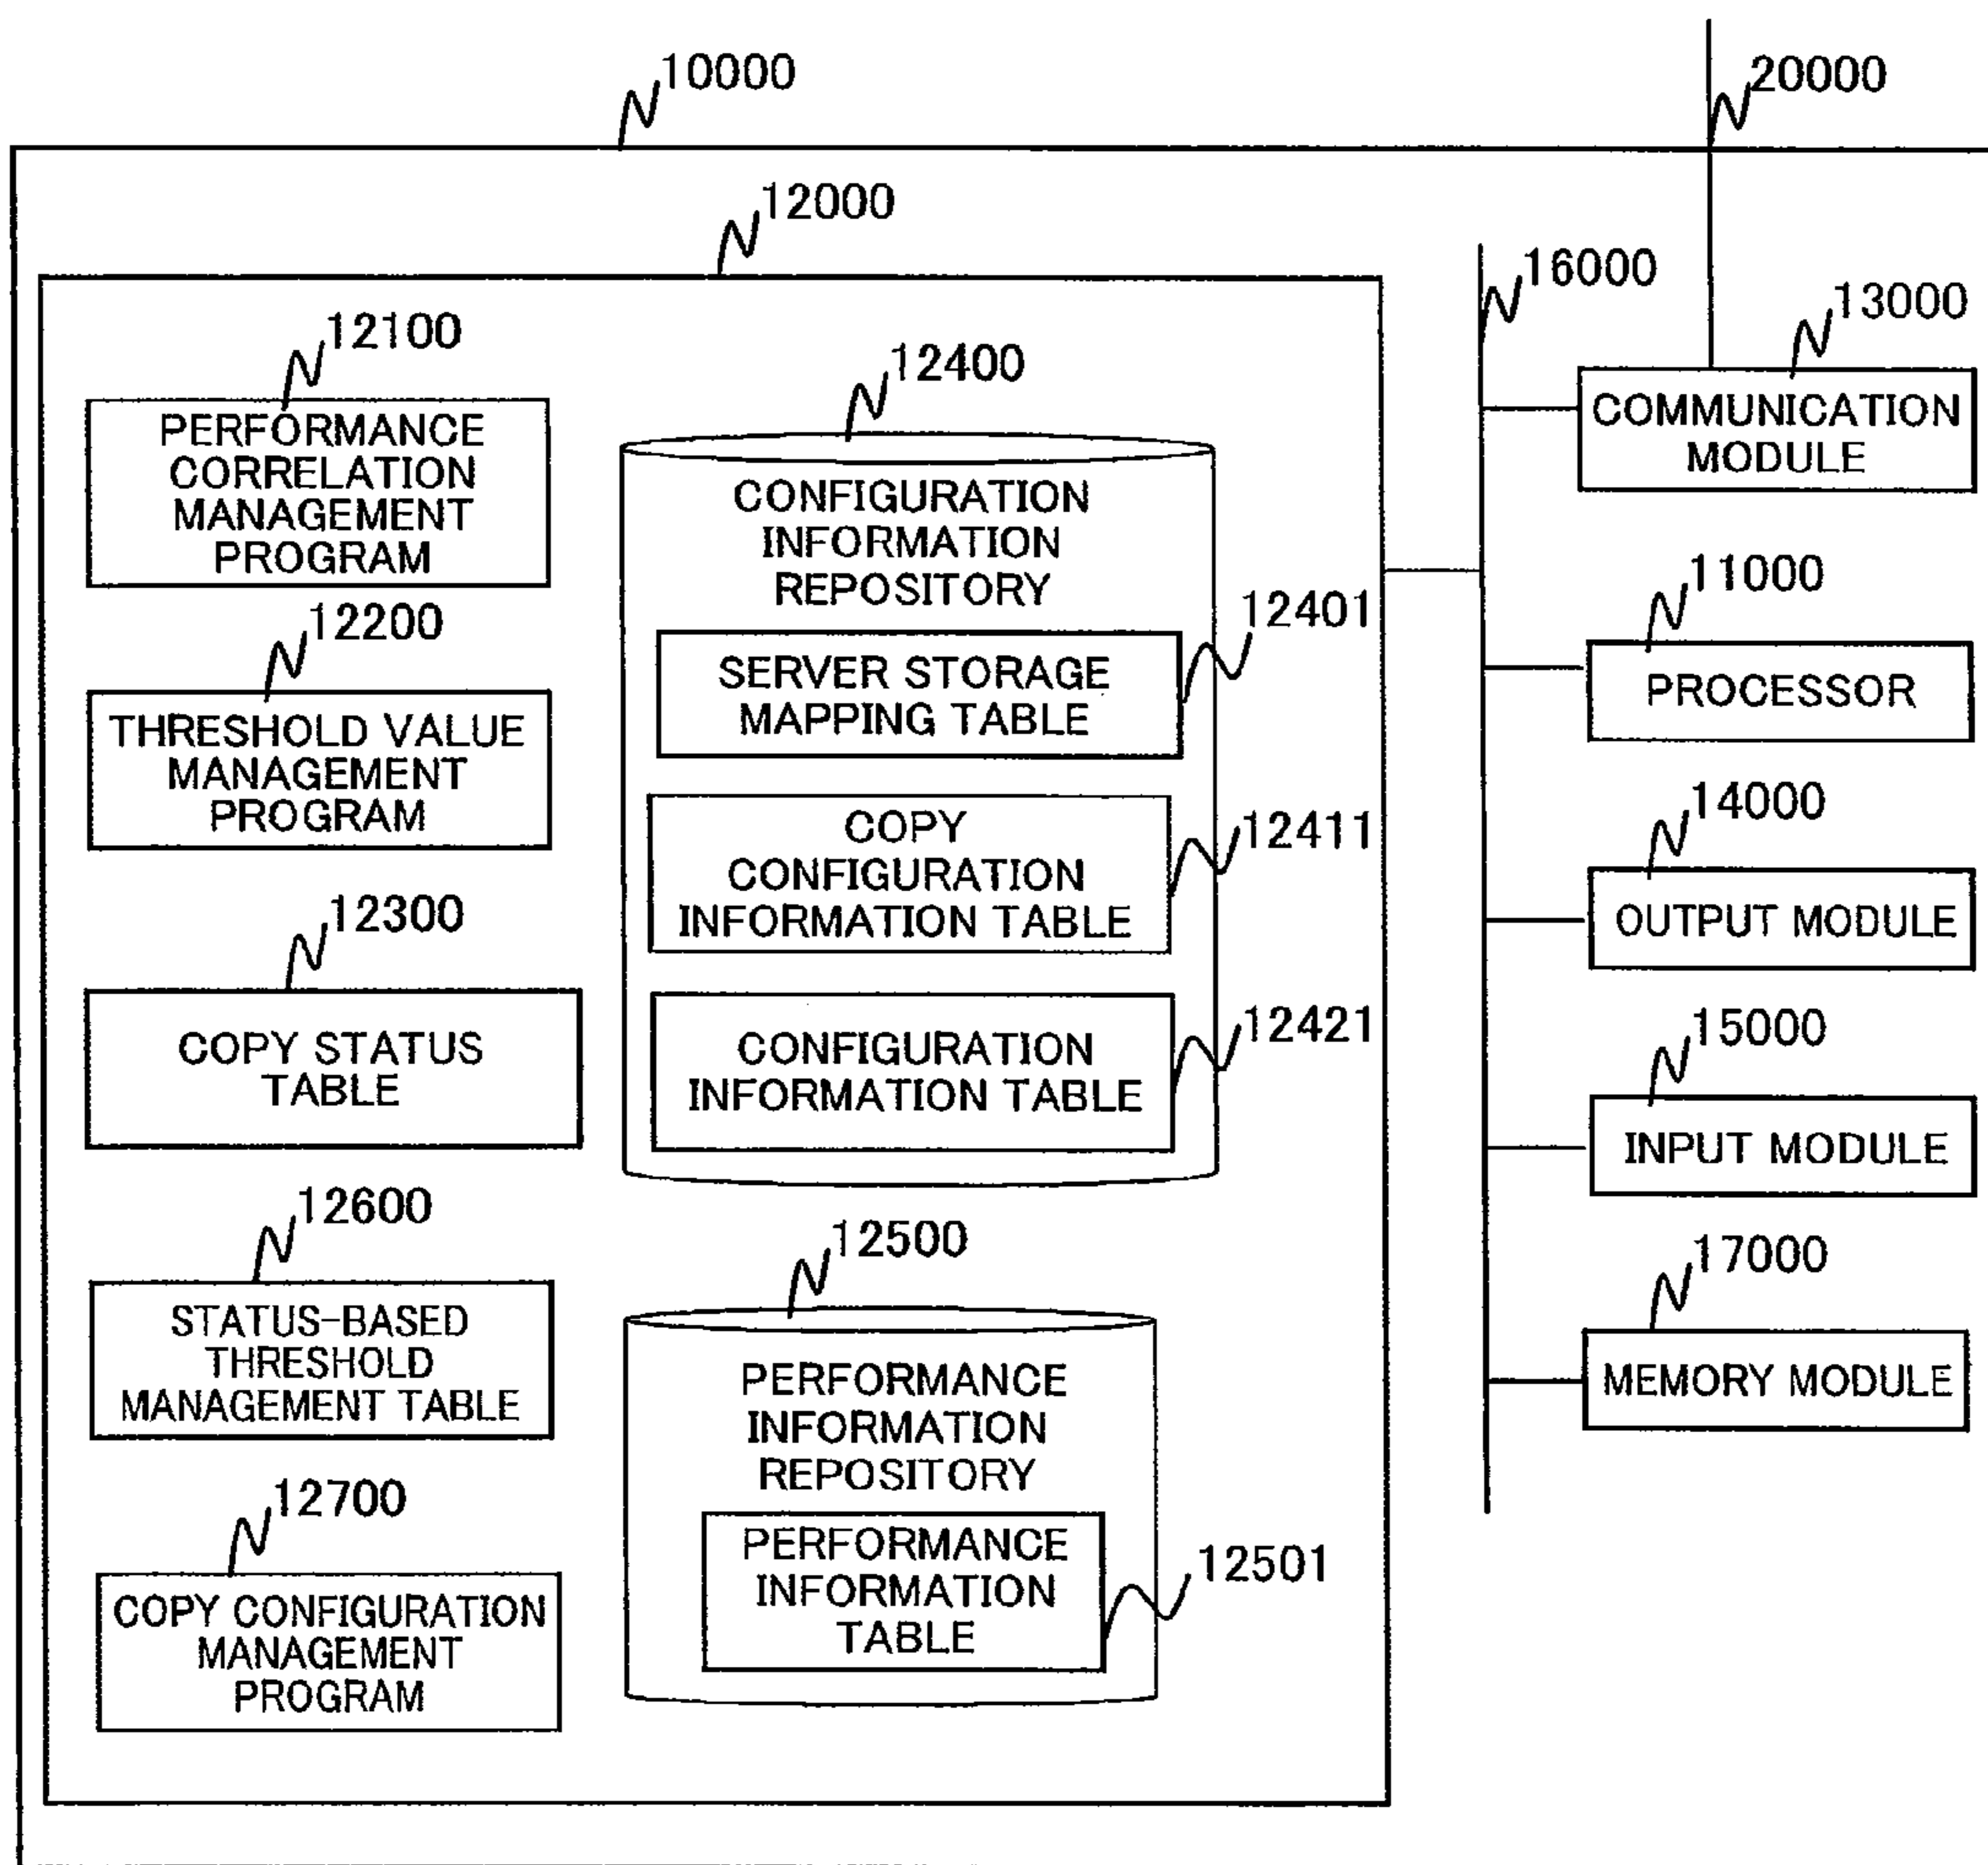 10000
20000
12000
16000
13000
COMMUNICATION
MODULE
12100
PERFORMANCE
CORRELATION
MANAGEMENT
PROGRAM
12400
CONFIGURATION
INFORMATION
REPOSITORY
12401
SERVER STORAGE
MAPPING TABLE
11000
PROCESSOR
12200
THRESHOLD VALUE
MANAGEMENT
PROGRAM
12411
COPY
CONFIGURATION
INFORMATION TABLE
14000
OUTPUT MODULE
12300
COPY STATUS
TABLE
12421
CONFIGURATION
INFORMATION TABLE
15000
INPUT MODULE
12600
STATUS-BASED
THRESHOLD
MANAGEMENT TABLE
12500
PERFORMANCE
INFORMATION
REPOSITORY
17000
MEMORY MODULE
12700
COPY CONFIGURATION
MANAGEMENT
PROGRAM
PERFORMANCE
INFORMATION
TABLE
12501